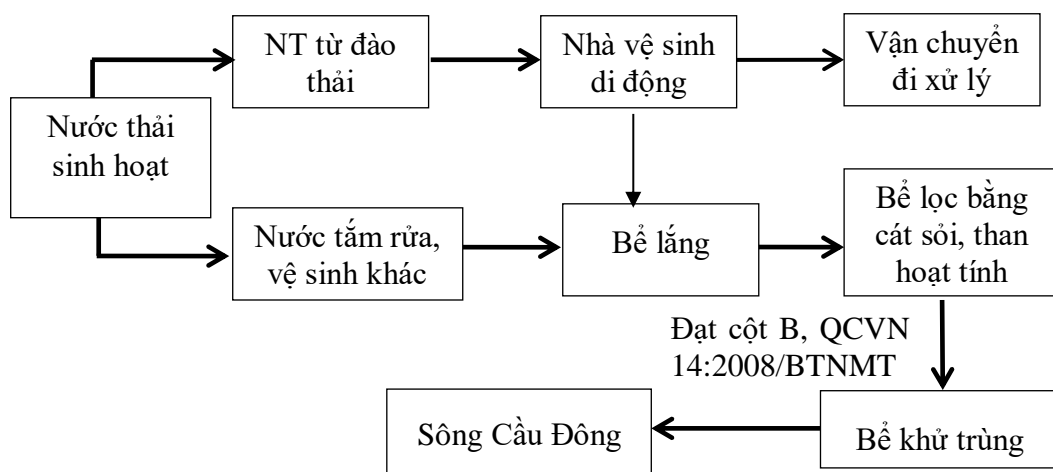 NT từ đào
thải
Nhà vệ sinh
di động
Vận chuyển
đi xử lý
Nước thải
sinh hoạt
Nước tắm rửa,
vệ sinh khác
Bể lắng
Bể lọc bằng
cát sỏi, than
hoạt tính
Đạt cột B, QCVN
14:2008/BTNMT
Sông Cầu Đông
Bể khử trùng